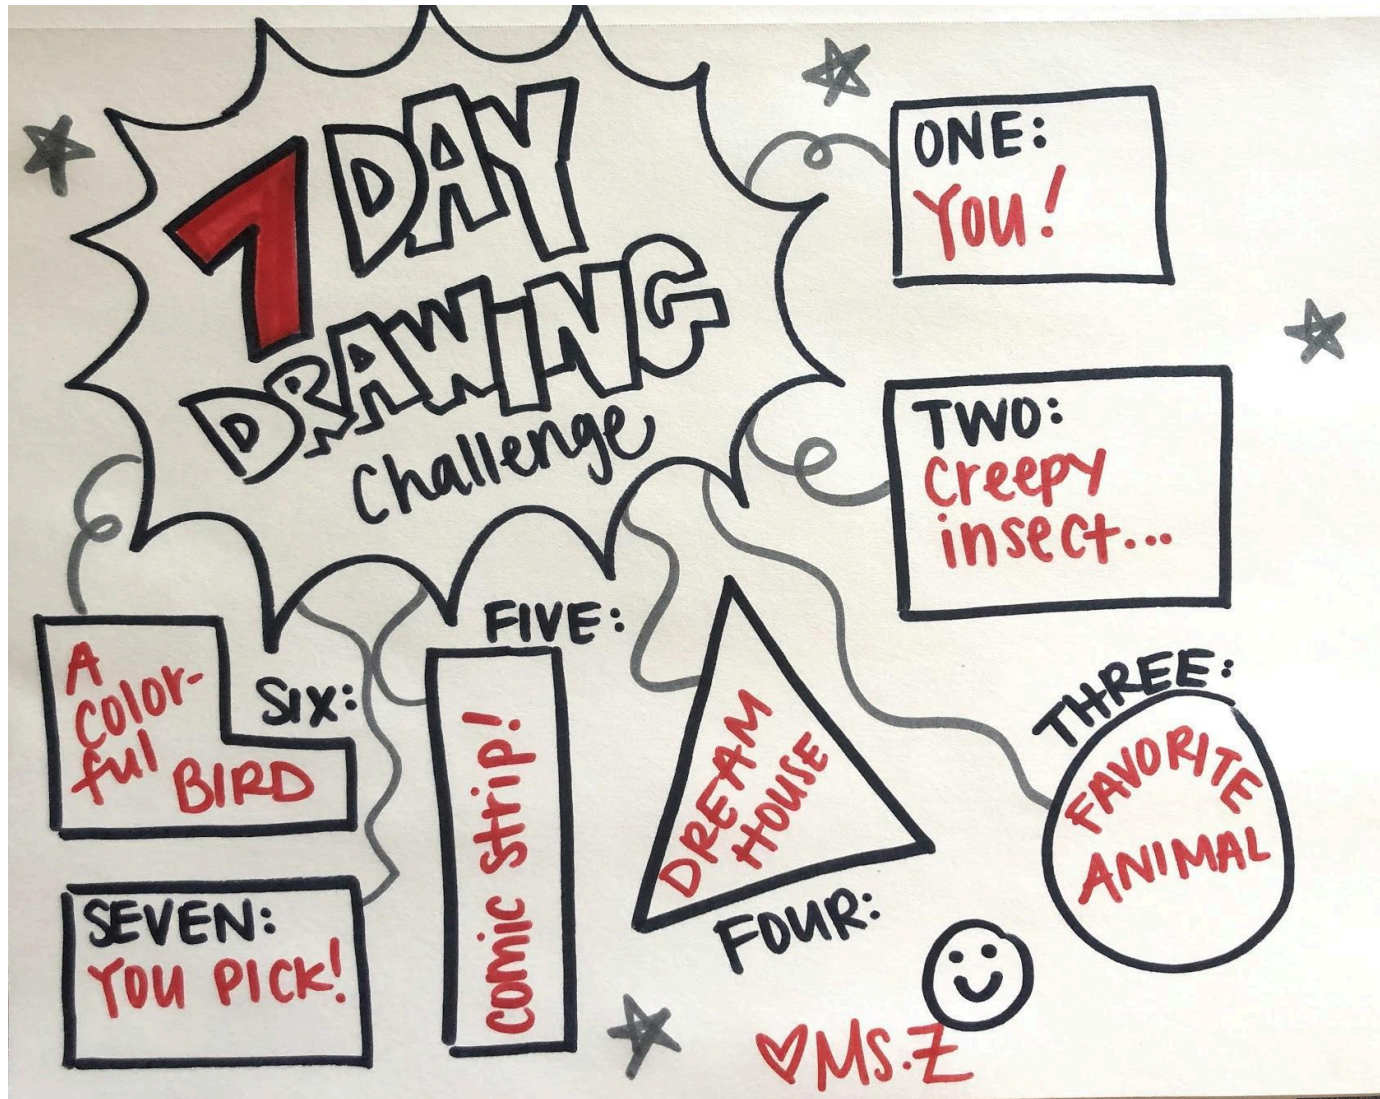 7 DAY
DRAWING
Challenge
ONE:
You!
TWO:
Creepy
insect...
THREE:
FAVORITE
ANIMAL
FOUR:
DREAM
HOUSE
FIVE:
comic strip!
SIX:
A
color-
ful
BIRD
SEVEN:
YOU PICK!
♡MS.Z